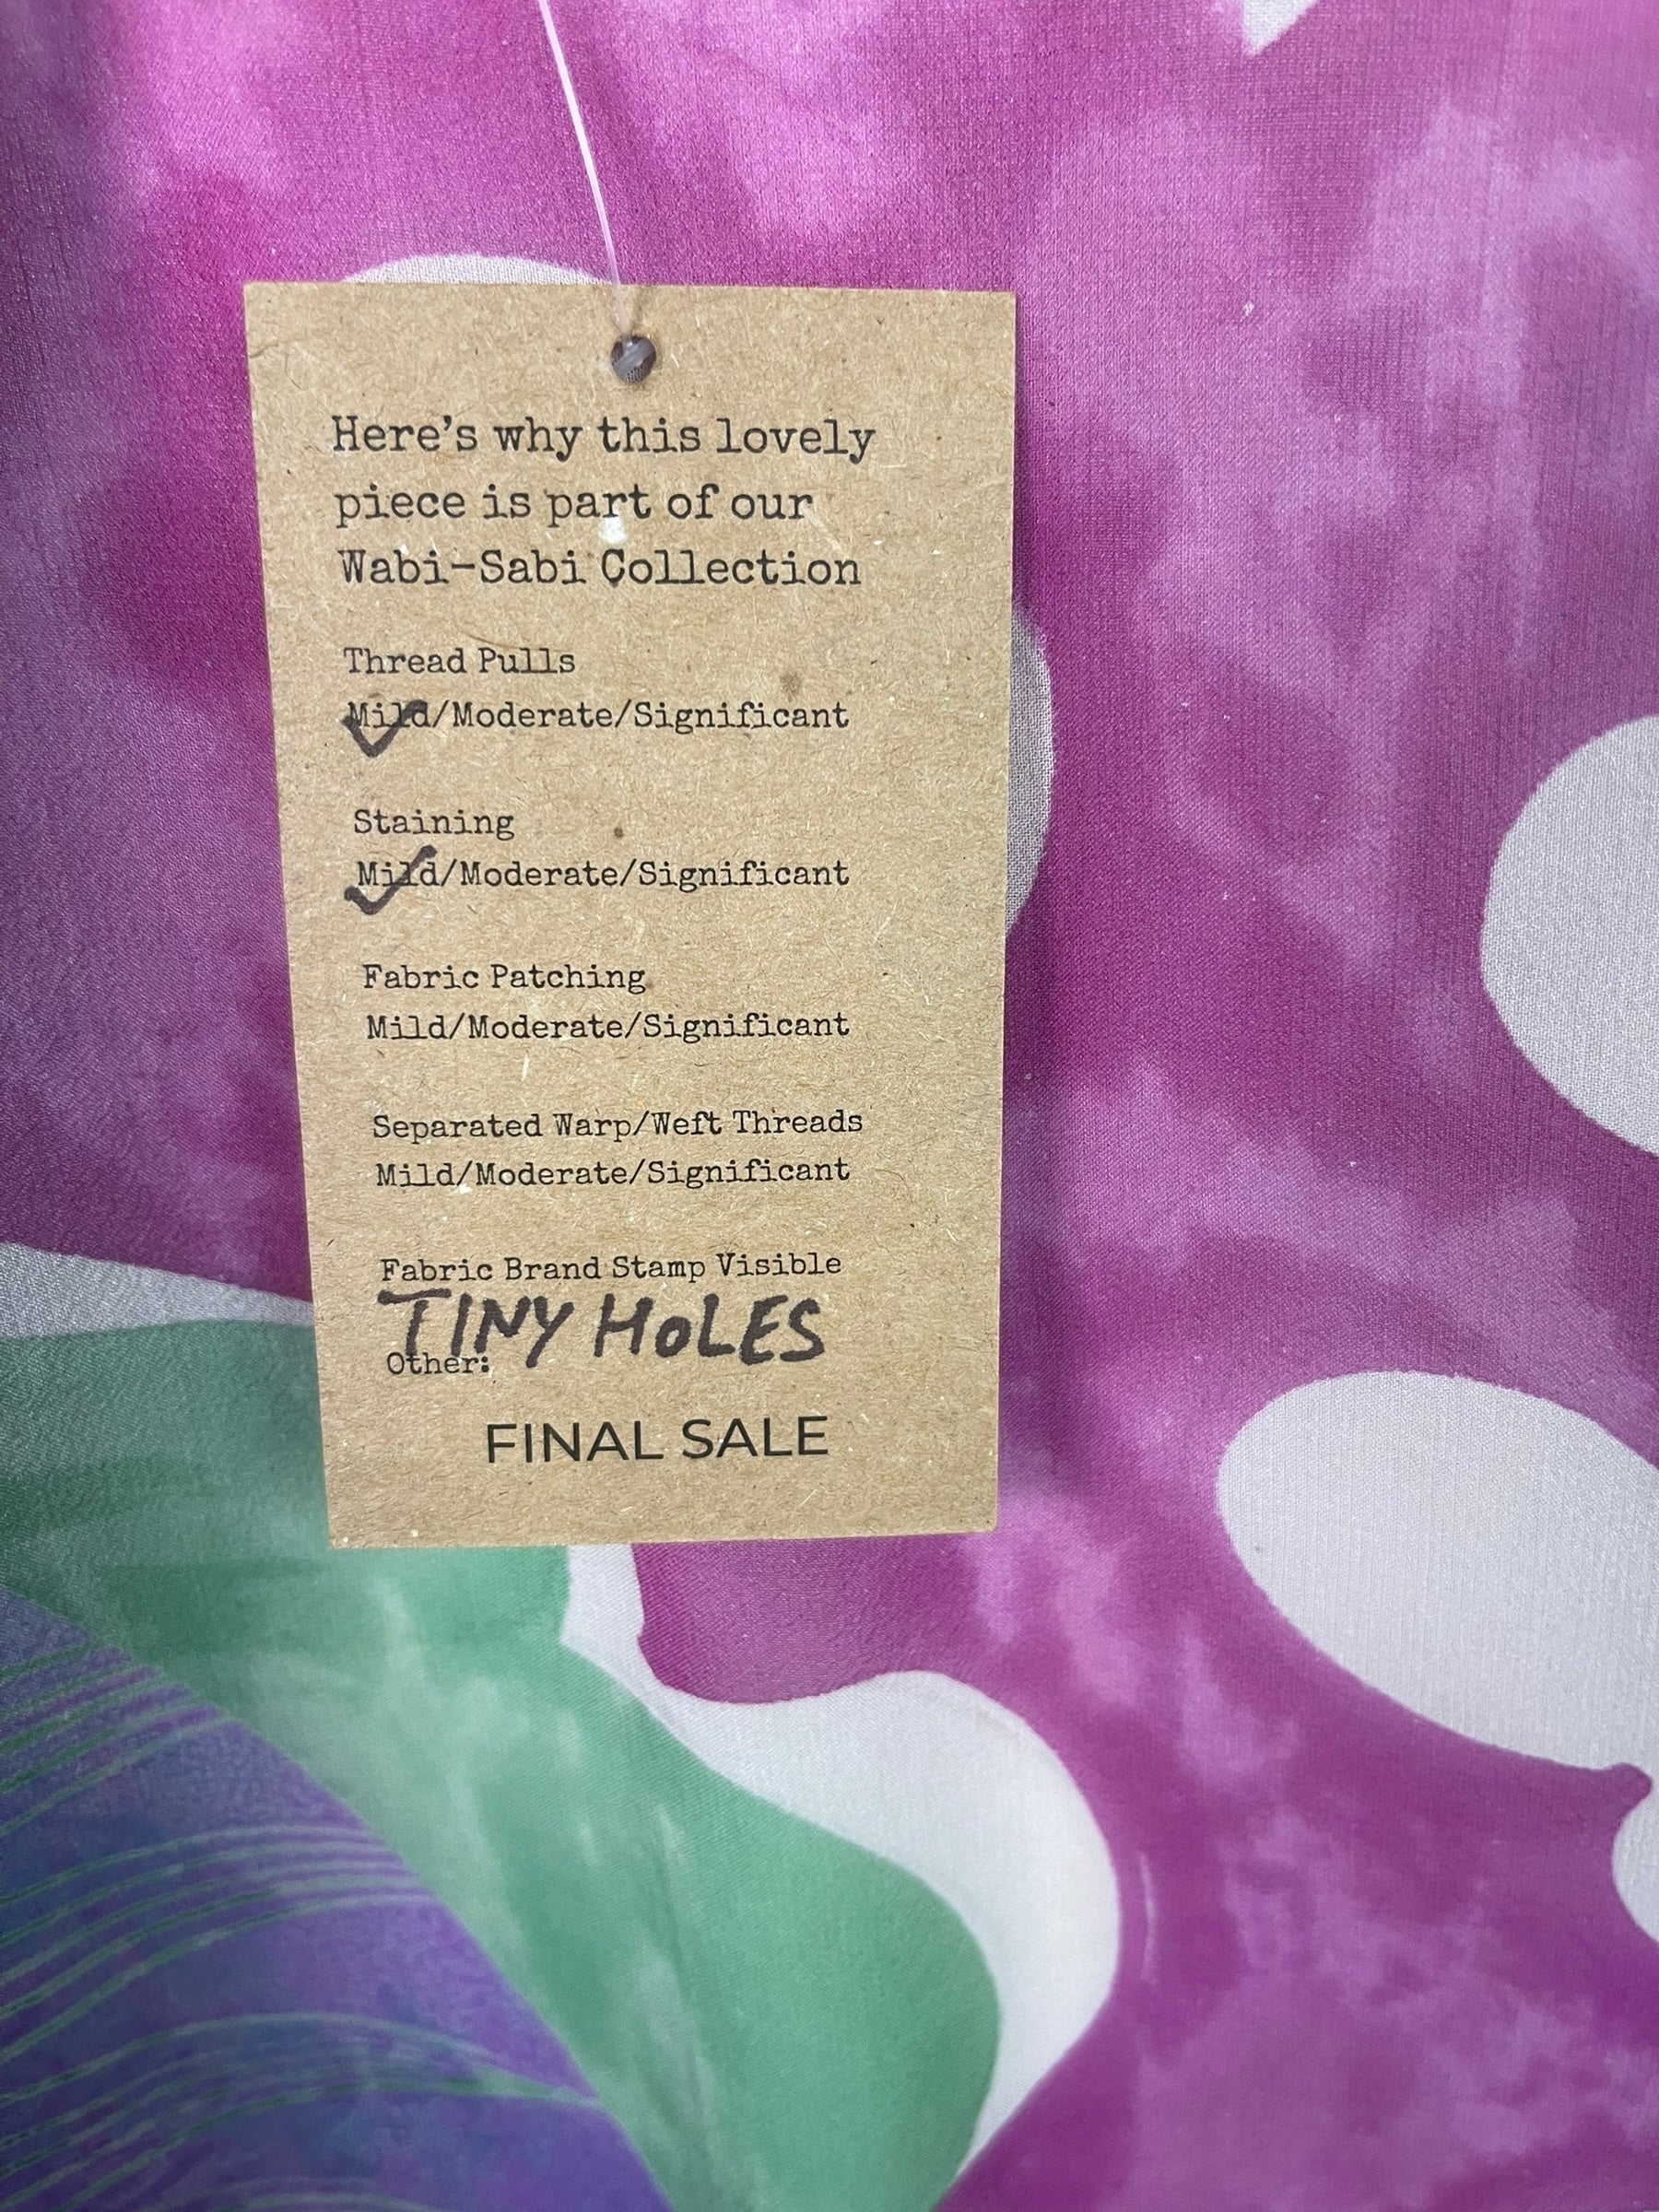 Here's why this lovely
piece is part of our
Wabi-Sabi Collection
Thread Pulls
Mild/Moderate/Significant
Staining
Mild/Moderate/Significant
Fabric Patching
Mild/Moderate/Significant
Separated Warp/Weft Threads
Mild/Moderate/Significant
Fabric Brand Stamp Visible
TINY HOLES
Other:
FINAL SALE